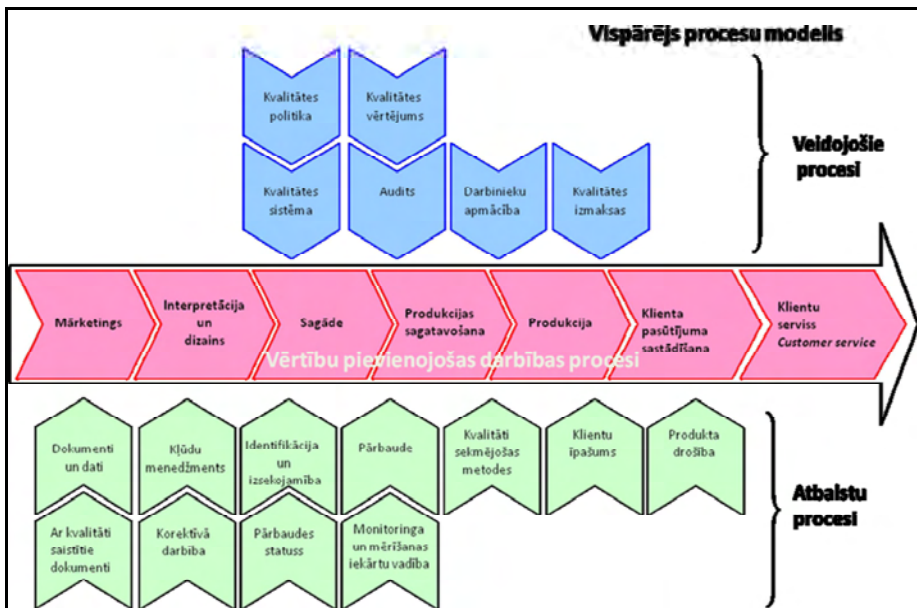 Vispārējs procesu modelis
Kvalitātes
politika
Kvalitātes
vērtējums
Kvalitātes
sistēma
Audits
Darbinieku
apmācība
Kvalitātes
izmaksas
Veidojošie
procesi
Mārketings
Interpretācija
un
dizains
Sagāde
Produkcijas
sagatavošana
Produkcija
Klienta
pasūtījuma
sastādīšana
Klientu
serviss
Customer service
Vērtību pievienojošas darbības procesi
Dokumenti
un dati
Kļūdu
menedžments
Identifikācija
un
izsekojamība
Pārbaude
Kvalitāti
sekmējošas
metodes
Klientu
īpašums
Produkta
drošība
Ar kvalitāti
saistītie
dokumenti
Korektīvā
darbība
Pārbaudes
statuss
Monitoringa
un mērīšanas
iekārtu vadība
Atbalstu
procesi